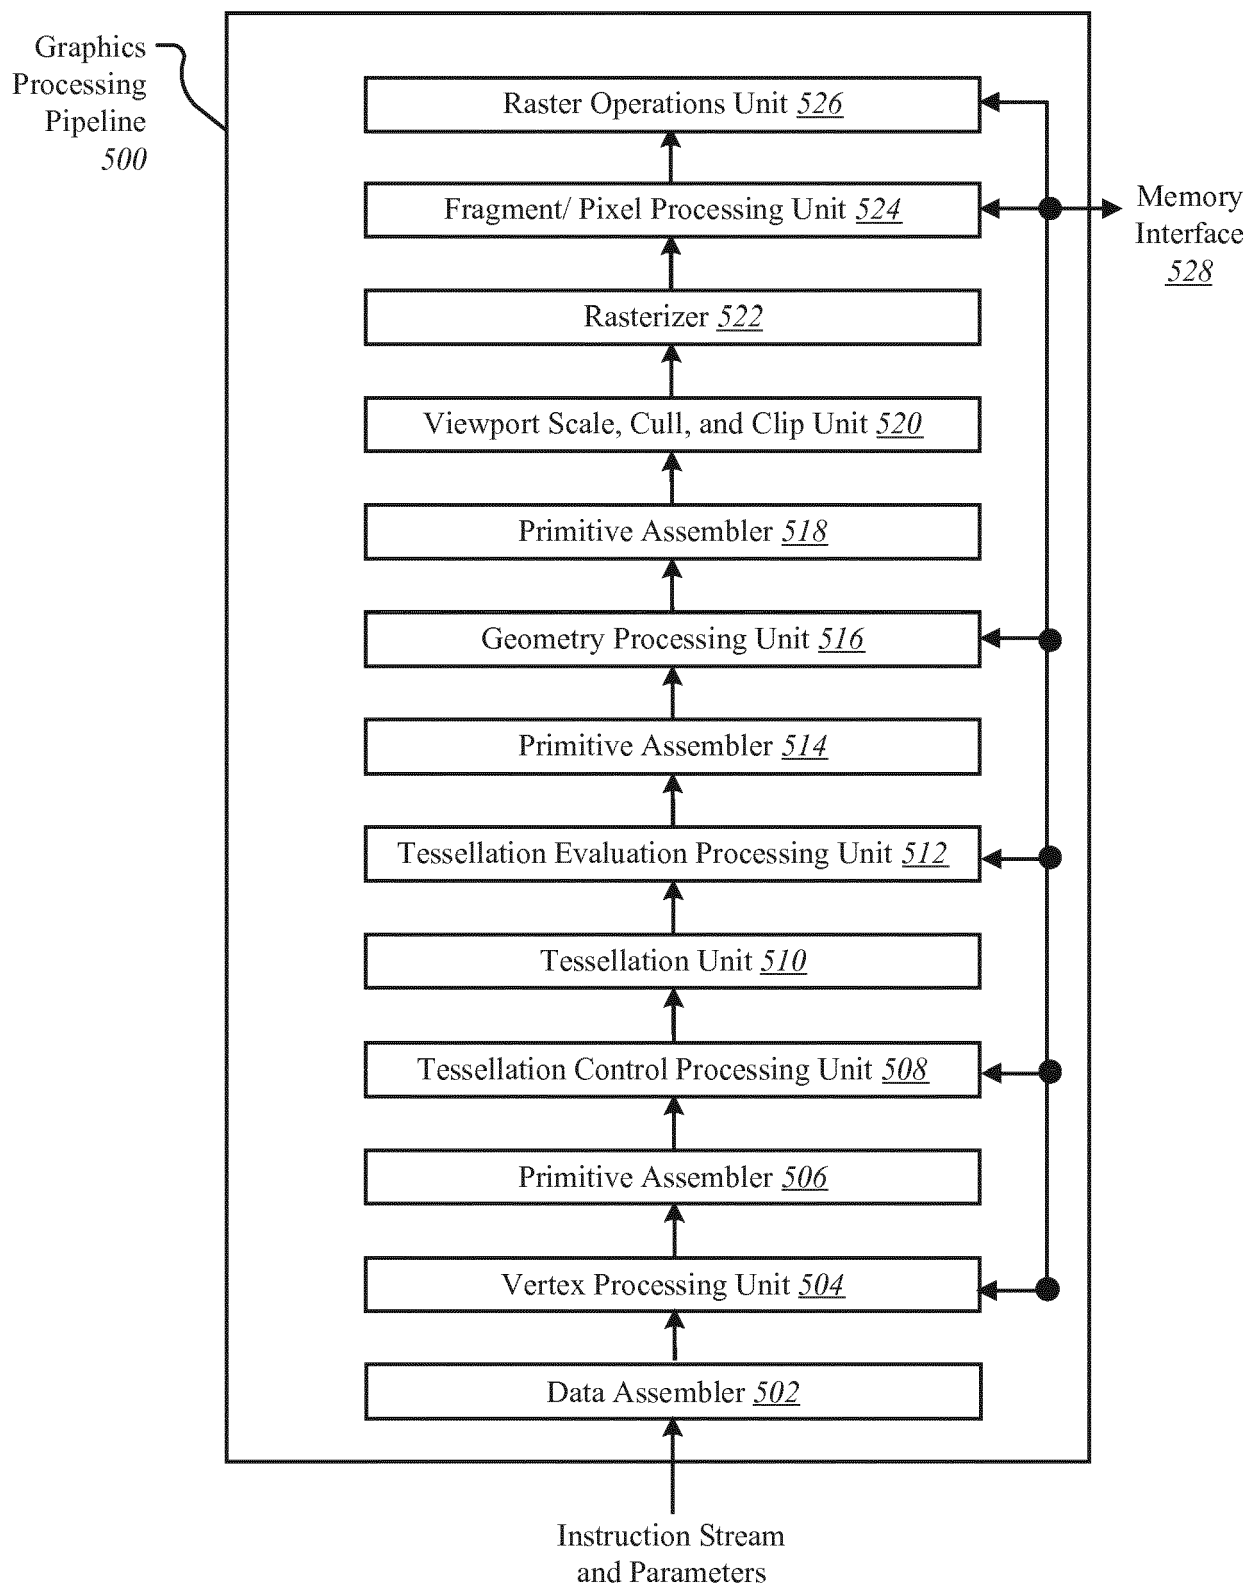 Graphics
Processing
Pipeline
500
Raster Operations Unit 526
Fragment/ Pixel Processing Unit 524
Memory
Interface
528
Rasterizer 522
Viewport Scale, Cull, and Clip Unit 520
Primitive Assembler 518
Geometry Processing Unit 516
Primitive Assembler 514
Tessellation Evaluation Processing Unit 512
Tessellation Unit 510
Tessellation Control Processing Unit 508
Primitive Assembler 506
Vertex Processing Unit 504
Data Assembler 502
Instruction Stream
and Parameters